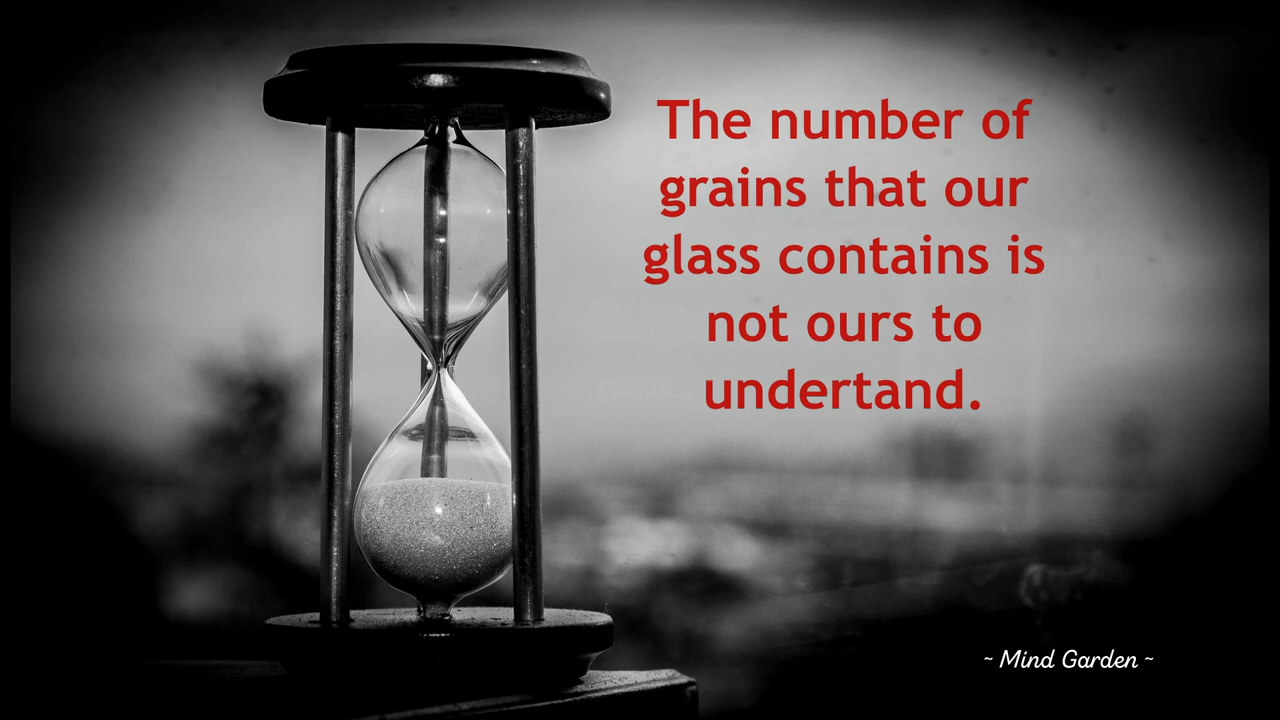 The number of
grains that our
glass contains is
not ours to
undertand.
~ Mind Garden ~